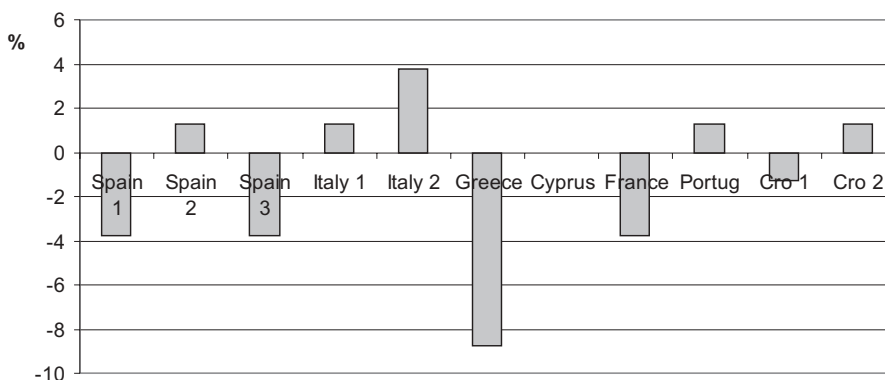 6
%
4
2
0
Spain 1
Spain 2
Spain 3
Italy 1
Italy 2
Greece
Cyprus
France
Portug
Cro 1
Cro 2
-2
-4
-6
-8
-10